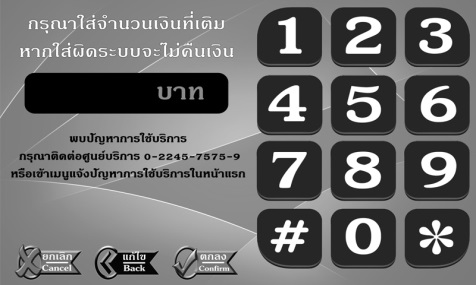 กรุณาใส่จำนวนเงินที่เติม
หากใส่ผิดระบบจะไม่คืนเงิน
บาท
พบปัญหาการใช้บริการ
กรุณาติดต่อศูนย์บริการ 0-2245-7575-9
หรือเข้าเมนูแจ้งปัญหาการใช้บริการในหน้าแรก
ยกเลิก
Cancel
แก้ไข
Back
ตกลง
Confirm
1 2 3
4 5 6
7 8 9
# 0 *